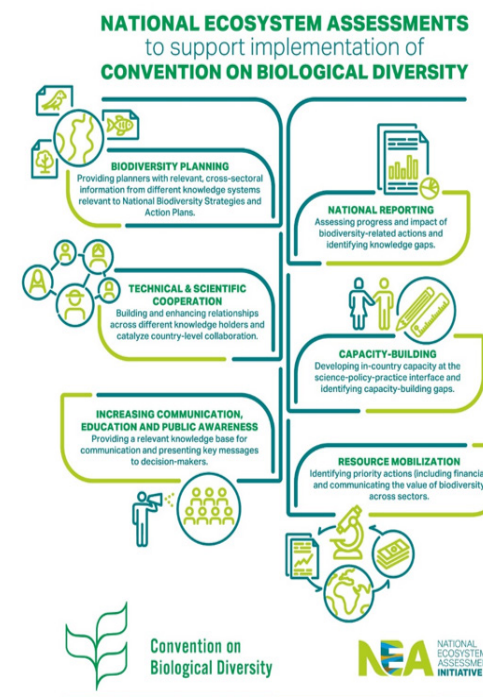 NATIONAL ECOSYSTEM ASSESSMENTS
to support implementation of
CONVENTION ON BIOLOGICAL DIVERSITY
BIODIVERSITY PLANNING
Providing planners with relevant, cross-sectoral
information from different knowledge systems
relevant to National Biodiversity Strategies and
Action Plans.
NATIONAL REPORTING
Assessing progress and impact of
biodiversity-related actions and
identifying knowledge gaps.
TECHNICAL & SCIENTIFIC
COOPERATION
Building and enhancing relationships
across different knowledge holders and
catalyze country-level collaboration.
CAPACITY-BUILDING
Developing in-country capacity at the
science-policy-practice interface and
identifying capacity-building gaps.
INCREASING COMMUNICATION,
EDUCATION AND PUBLIC AWARENESS
Providing a relevant knowledge base for
communication and presenting key messages
to decision-makers.
RESOURCE MOBILIZATION
Identifying priority actions (including financia
and communicating the value of biodiversity
across sectors.
Convention on
Biological Diversity
NEA
NATIONAL
ECOSYSTEM
ASSESSME
INITIATIVE